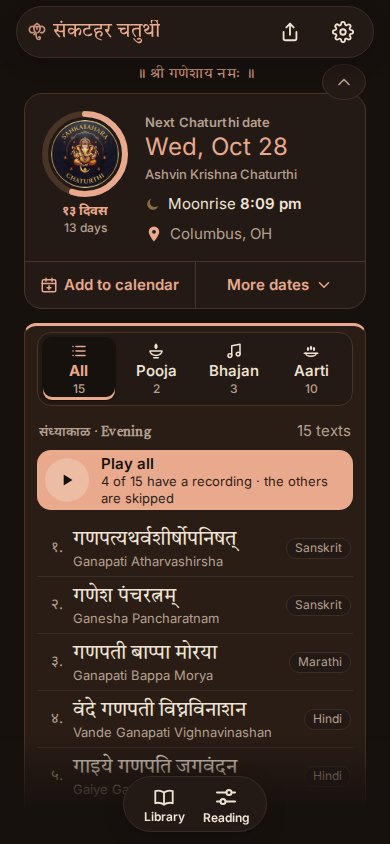 संकटहर चतुर्थी
॥ श्री गणेशाय नमः ॥
SANKATAHARA
CHATURTHI
Next Chaturthi date
Wed, Oct 28
Ashvin Krishna Chaturthi
Moonrise 8:09 pm
Columbus, OH
१३ दिवस
13 days
Add to calendar
More dates
All
15
Pooja
2
Bhajan
3
Aarti
10
संध्याकाळ · Evening
15 texts
Play all
4 of 15 have a recording · the others
are skipped
१. गणपत्यथर्वशीर्षोपनिषत् Sanskrit
Ganapati Atharvashirsha
२. गणेश पंचरत्नम् Sanskrit
Ganesha Pancharatnam
३. गणपती बाप्पा मोरया Marathi
Ganapati Bappa Morya
४. वंदे गणपती विघ्नविनाशन Hindi
Vande Ganapati Vighnavinashan
५. गाइये गणपति जगवंदन Hindi
Gaiye
Library
Reading